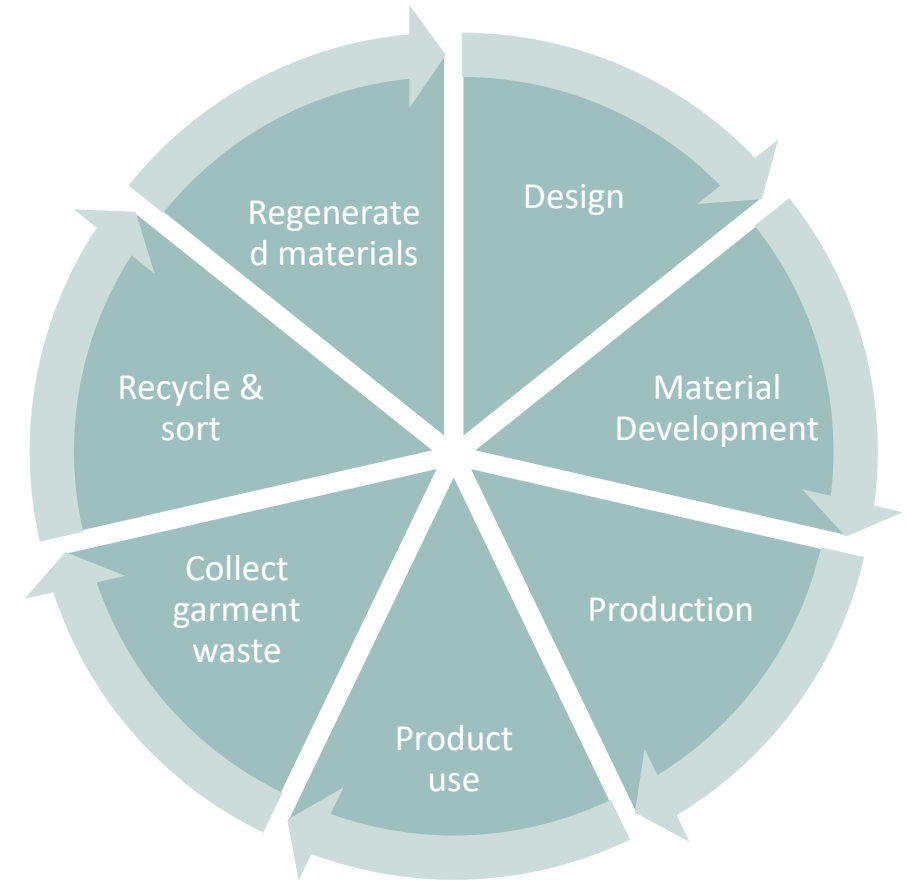 Design
Material
Development
Production
Product
use
Collect
garment
waste
Recycle &
sort
Regenerate
d materials